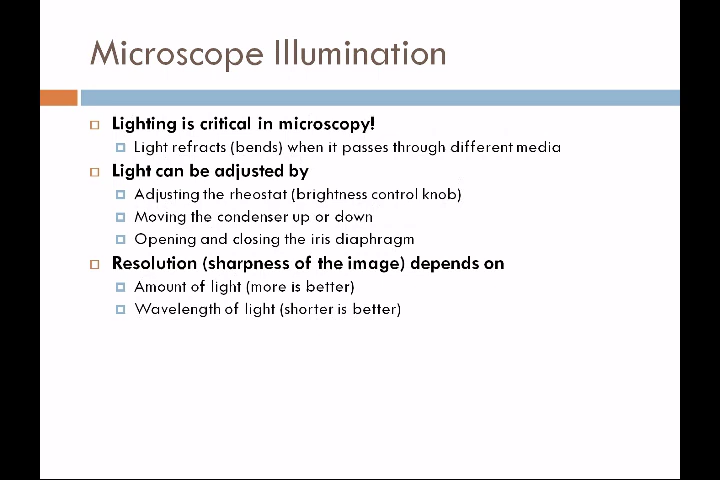 Microscope Illumination
Lighting is critical in microscopy!
Light refracts (bends) when it passes through different media
Light can be adjusted by
Adjusting the rheostat (brightness control knob)
Moving the condenser up or down
Opening and closing the iris diaphragm
Resolution (sharpness of the image) depends on
Amount of light (more is better)
Wavelength of light (shorter is better)